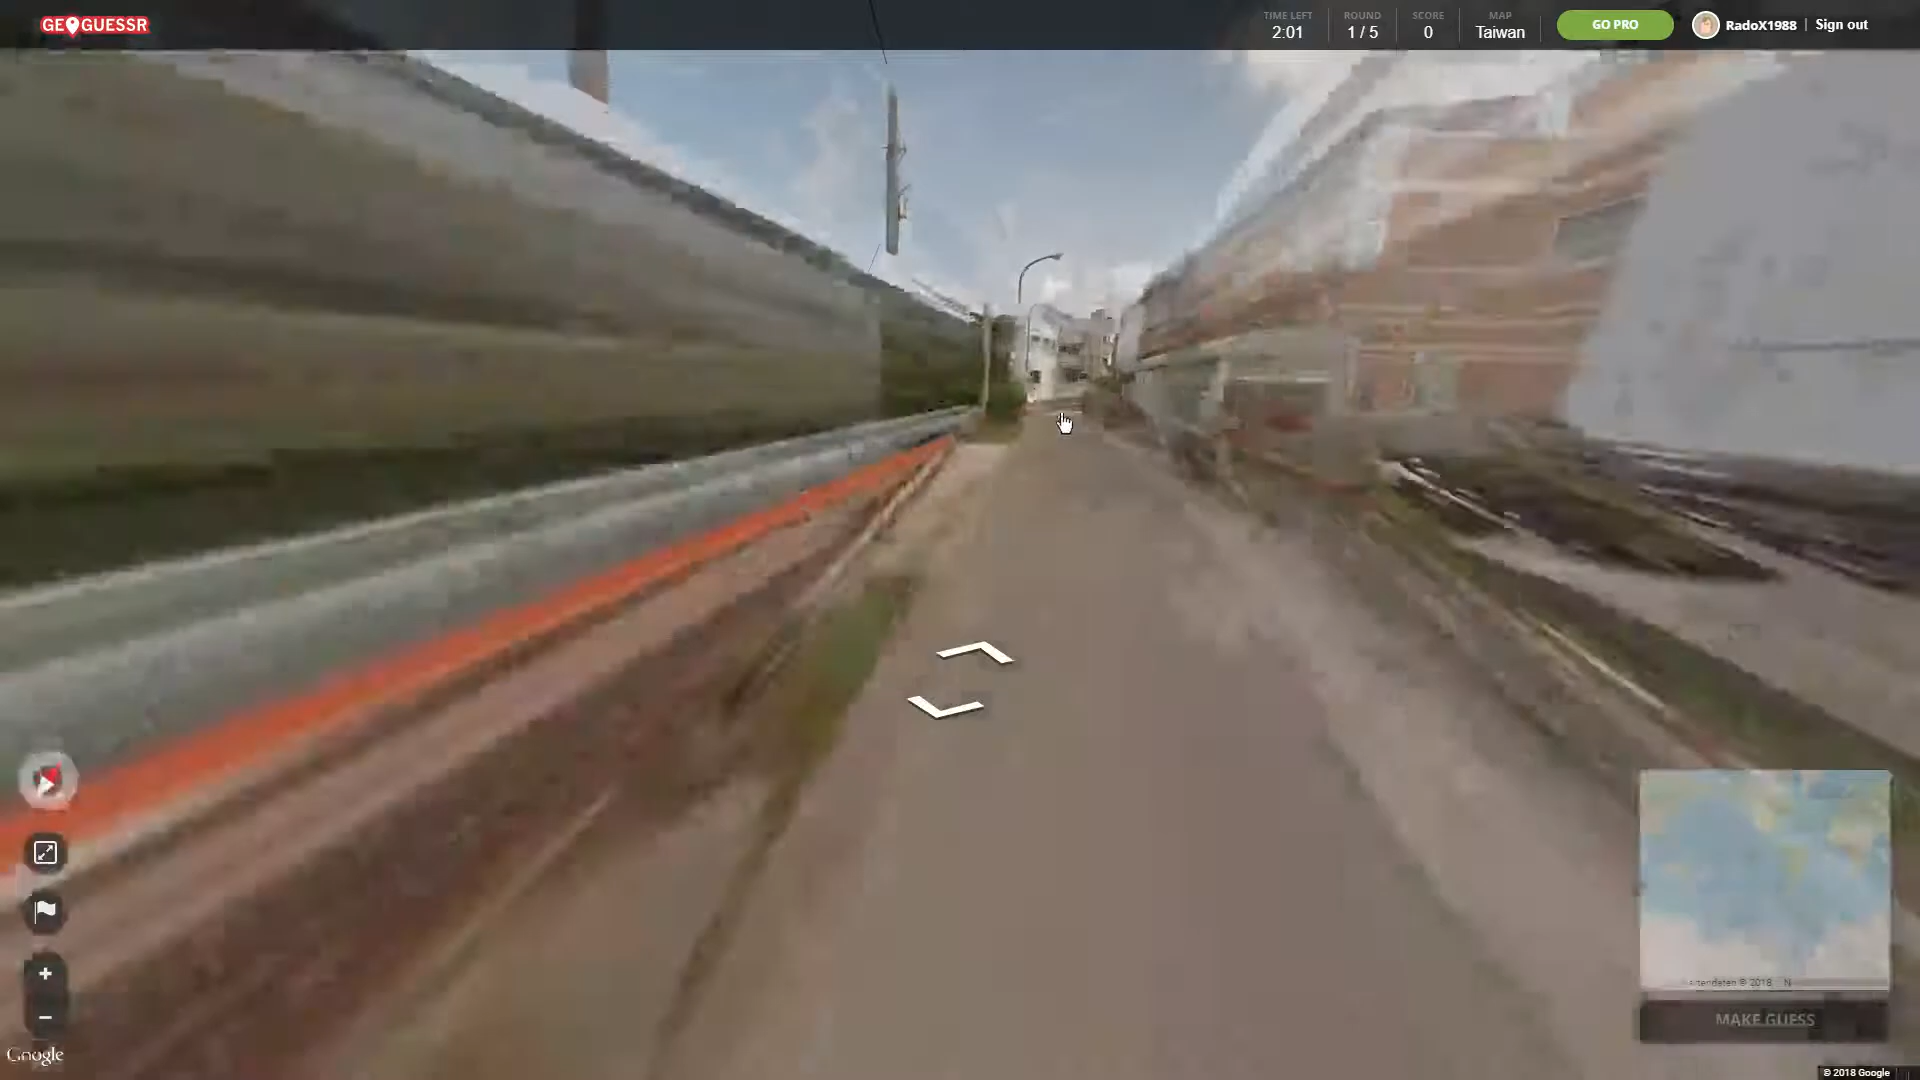 GEOGUESSR
TIME LEFT
2:01
ROUND
1 / 5
SCORE
0
MAP
Taiwan
GO PRO
RadoX1988
Sign out
Google
2018
MAKE GUESS
© 2018 Google